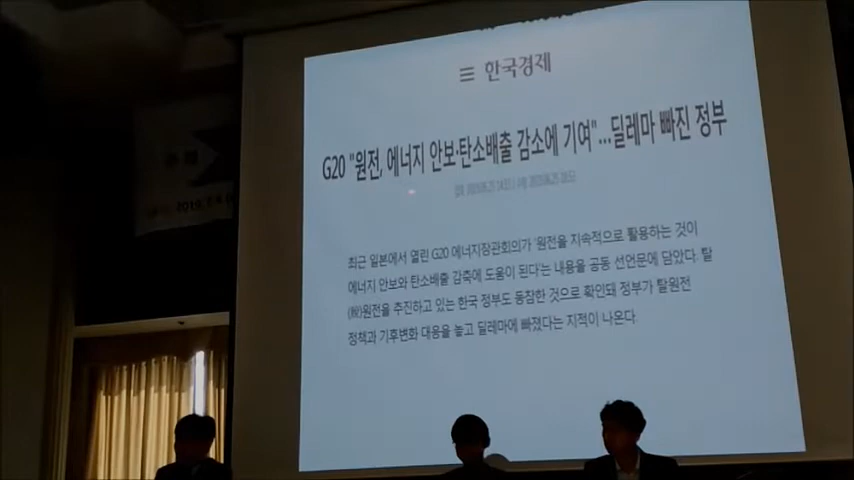 한국경제
G20 "원전, 에너지 안보·탄소배출 감소에 기여"...딜레마 빠진 정부
최근 일본에서 열린 G20 에너지장관회의가 '원전을 지속적으로 활용하는 것이
에너지 안보와 탄소배출 감축에 도움이 된다'는 내용을 공동 선언문에 담았다. 탈
(脫)원전을 추진하고 있는 한국 정부도 동참한 것으로 확인돼 정부가 탈원전
정책과 기후변화 대응을 놓고 딜레마에 빠졌다는 지적이 나온다.